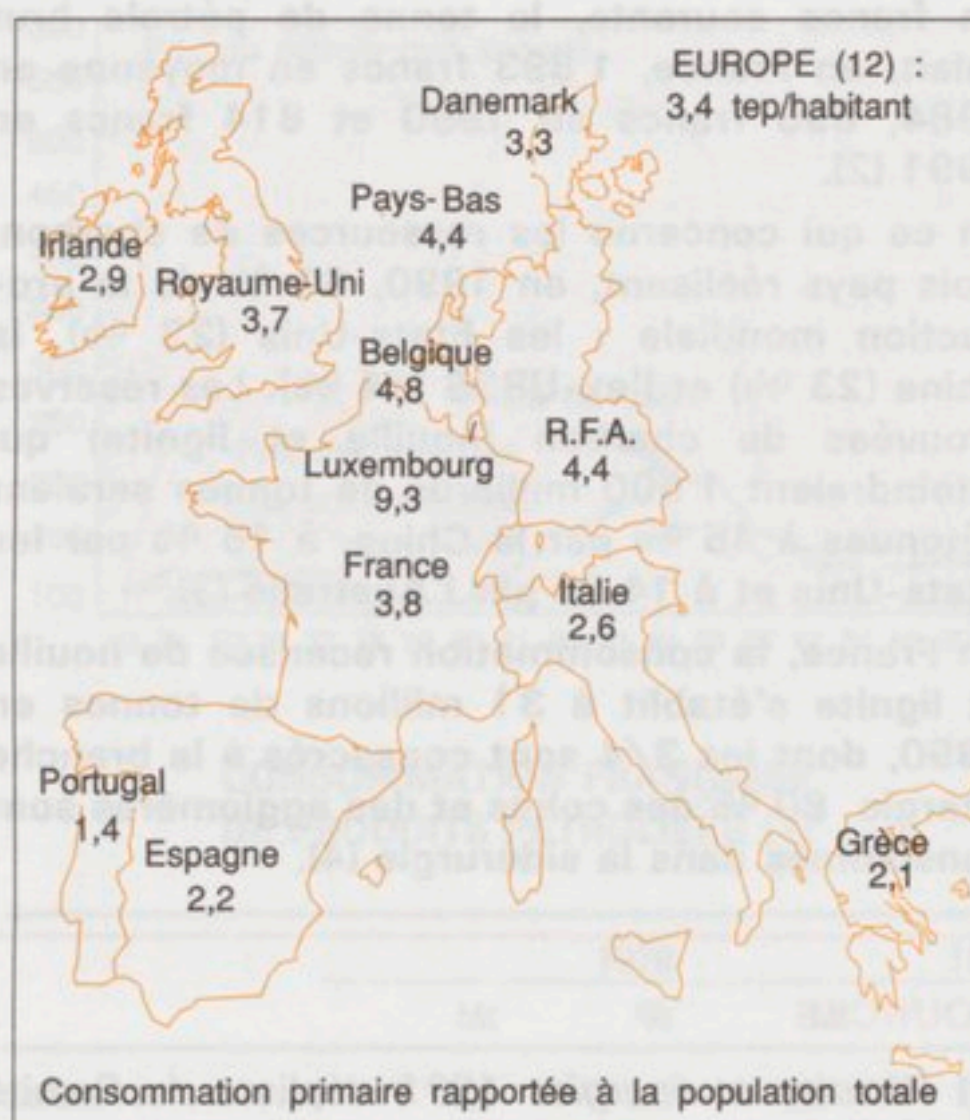 EUROPE (12) :
3,4 tep/habitant
Danemark
3,3
Pays-Bas
4,4
Irlande
2,9
Royaume-Uni
3,7
Belgique
4,8
R.F.A.
4,4
Luxembourg
9,3
France
3,8
Italie
2,6
Portugal
1,4
Espagne
2,2
Grèce
2,1
Consommation primaire rapportée à la population totale